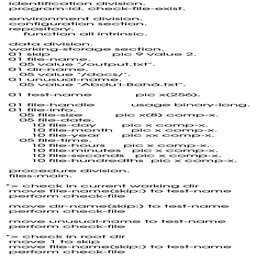 identification division.
program-id. check-file-exist.
environment division.
configuration section.
repository.
function all intrinsic.
data division.
working-storage section.
01 skip pic 9 value 2.
01 file-name.
05 value "/output.txt".
01 dir-name.
05 value "/docs/".
01 unusual-name.
05 value "Abdu'l-Bahá.txt".
01 test-name pic x(256).
01 file-handle usage binary-long.
01 file-info.
05 file-size pic x(8) comp-x.
05 file-date.
10 file-day pic x comp-x.
10 file-month pic x comp-x.
10 file-year pic xx comp-x.
05 file-time.
10 file-hours pic x comp-x.
10 file-minutes pic x comp-x.
10 file-seconds pic x comp-x.
10 file-hundredths pic x comp-x.
procedure division.
files-main.
*> check in current working dir
move file-name(skip:) to test-name
perform check-file
move dir-name(skip:) to test-name
perform check-file
move unusual-name to test-name
perform check-file
*> check in root dir
move 1 to skip
move file-name(skip:) to test-name
perform check-file